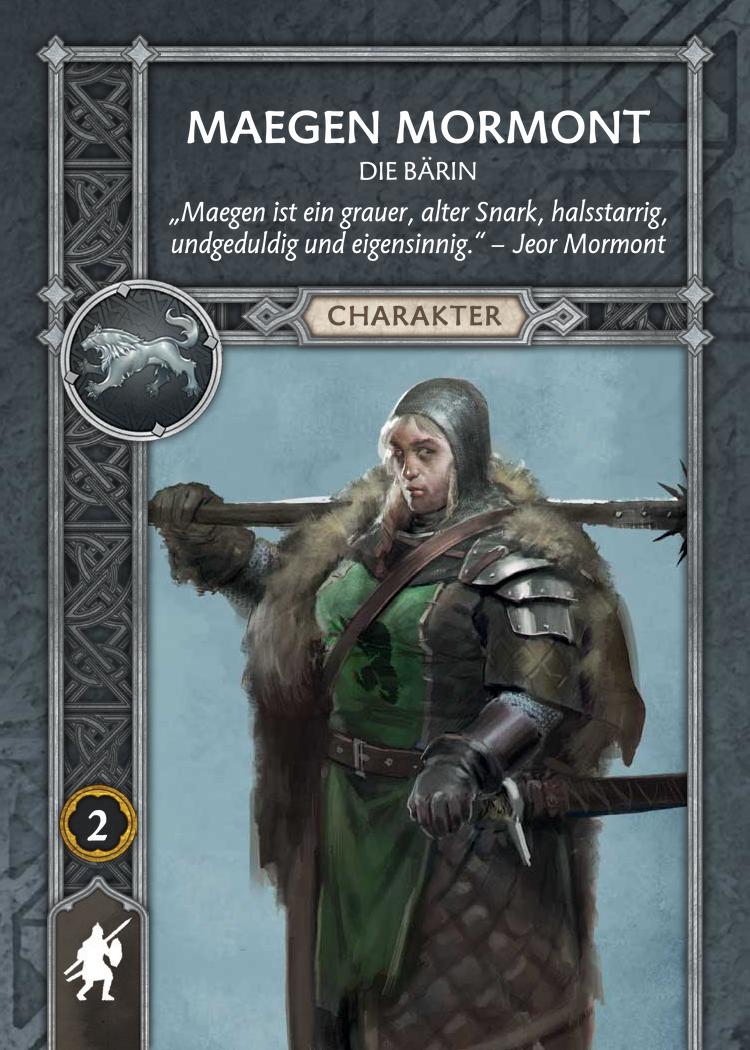 MAEGEN MORMONT
DIE BÄRIN
„Maegen ist ein grauer, alter Snark, halsstarrig,
undgeduldig und eigensinnig.“ – Jeor Mormont
CHARAKTER
2